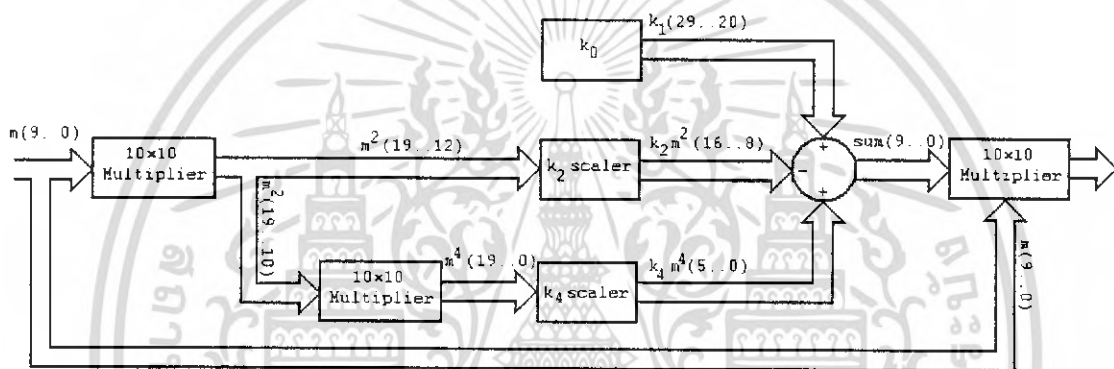 k₀
k₁(29..20)
m(9..0)
10×10
Multiplier
m²(19..12)
k₂ scaler
k₂m²(16..8)
+
-
+
sum(9..0)
10×10
Multiplier
m²(19..10)
10×10
Multiplier
m⁴(19..0)
k₄ scaler
k₄m⁴(5..0)
m(9..0)